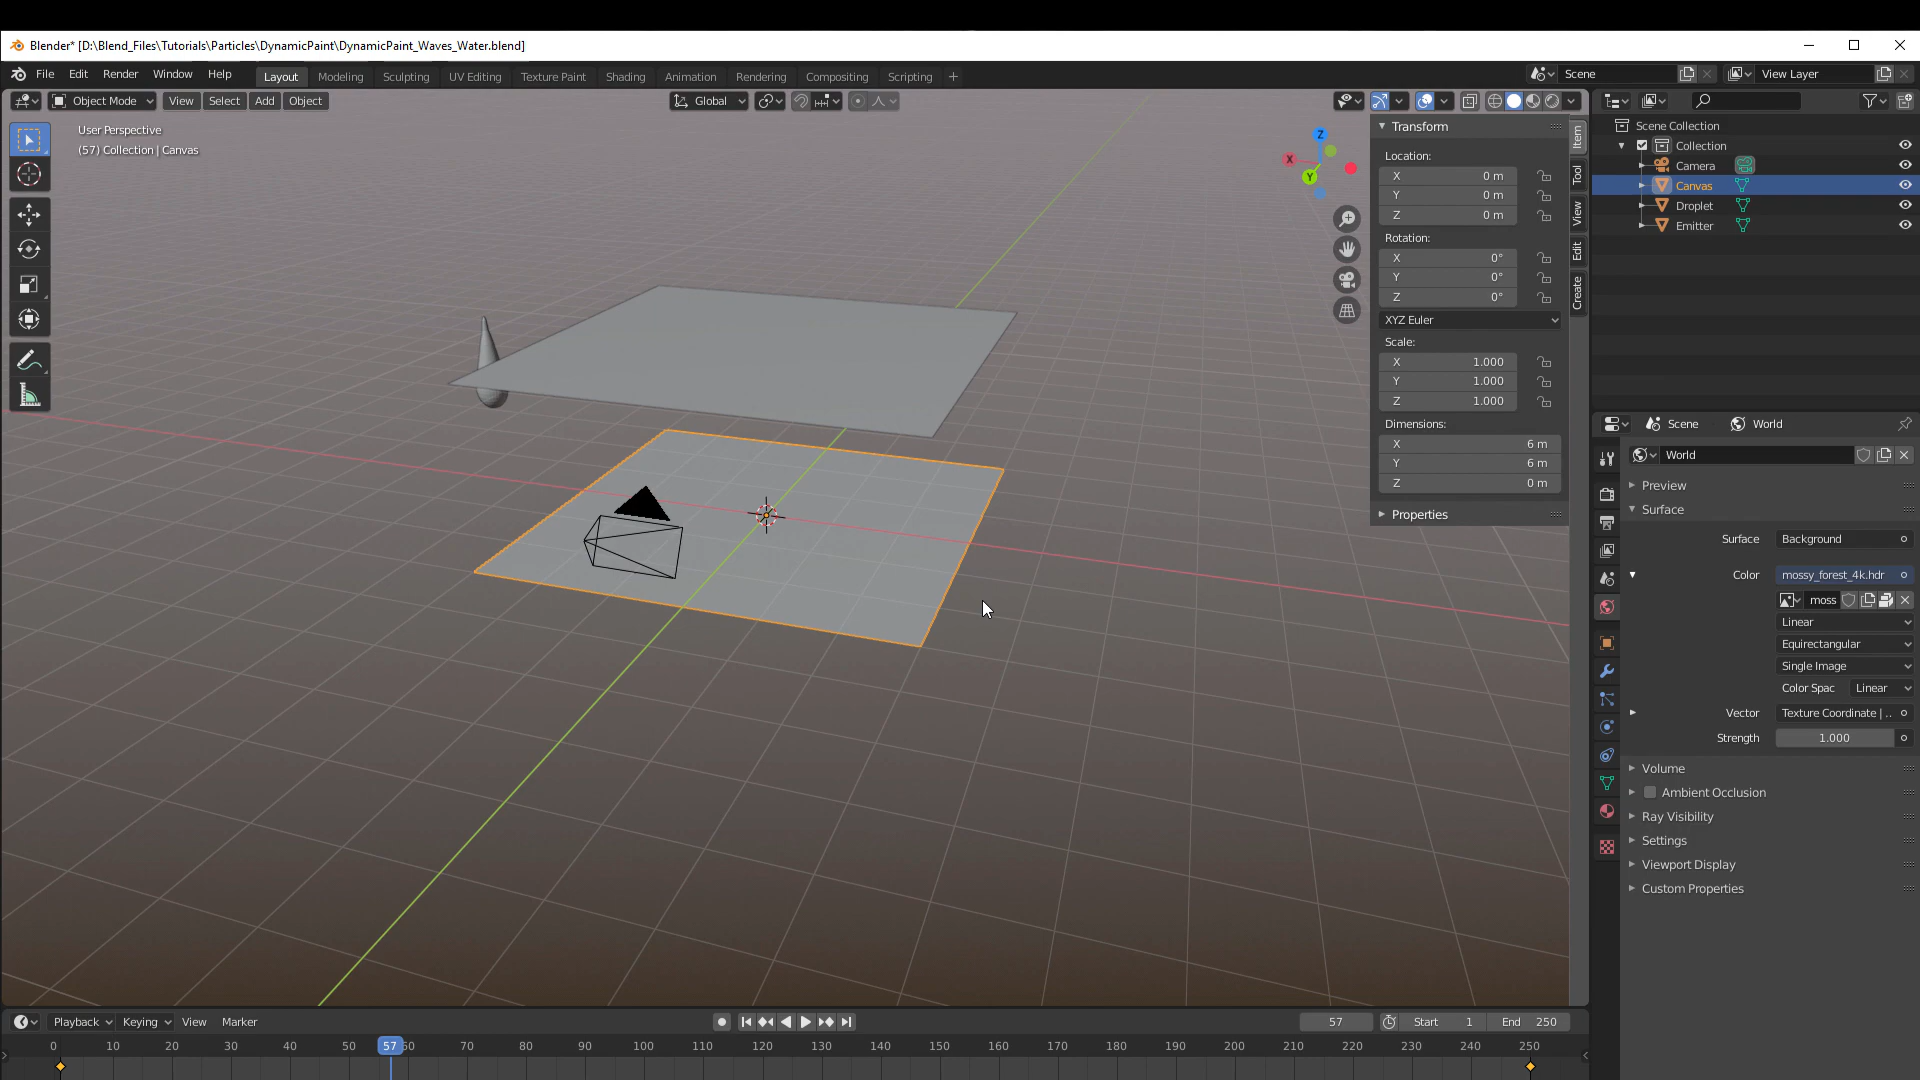 Blender* [D:\Blend_Files\Tutorials\Particles\DynamicPaint\DynamicPaint_Waves_Water.blend]
File Edit Render Window Help Layout Modeling Sculpting UV Editing Texture Paint Shading Animation Rendering Compositing Scripting + Scene View Layer
Object Mode View Select Add Object Global
User Perspective
(57) Collection | Canvas
Z
X
Y
Transform
Location:
X 0 m
Y 0 m
Z 0 m
Rotation:
X 0°
Y 0°
Z 0°
XYZ Euler
Scale:
X 1.000
Y 1.000
Z 1.000
Dimensions:
X 6 m
Y 6 m
Z 0 m
Properties
Item
Tool
View
Edit
Create
Scene Collection
Collection
Camera
Canvas
Droplet
Emitter
Scene World
World
Preview
Surface
Surface Background
Color mossy_forest_4k.hdr
moss
Linear
Equirectangular
Single Image
Color Spac Linear
Vector Texture Coordinate | ..
Strength 1.000
Volume
Ambient Occlusion
Ray Visibility
Settings
Viewport Display
Custom Properties
Playback Keying View Marker 57 Start 1 End 250
0 10 20 30 40 50 57 60 70 80 90 100 110 120 130 140 150 160 170 180 190 200 210 220 230 240 250